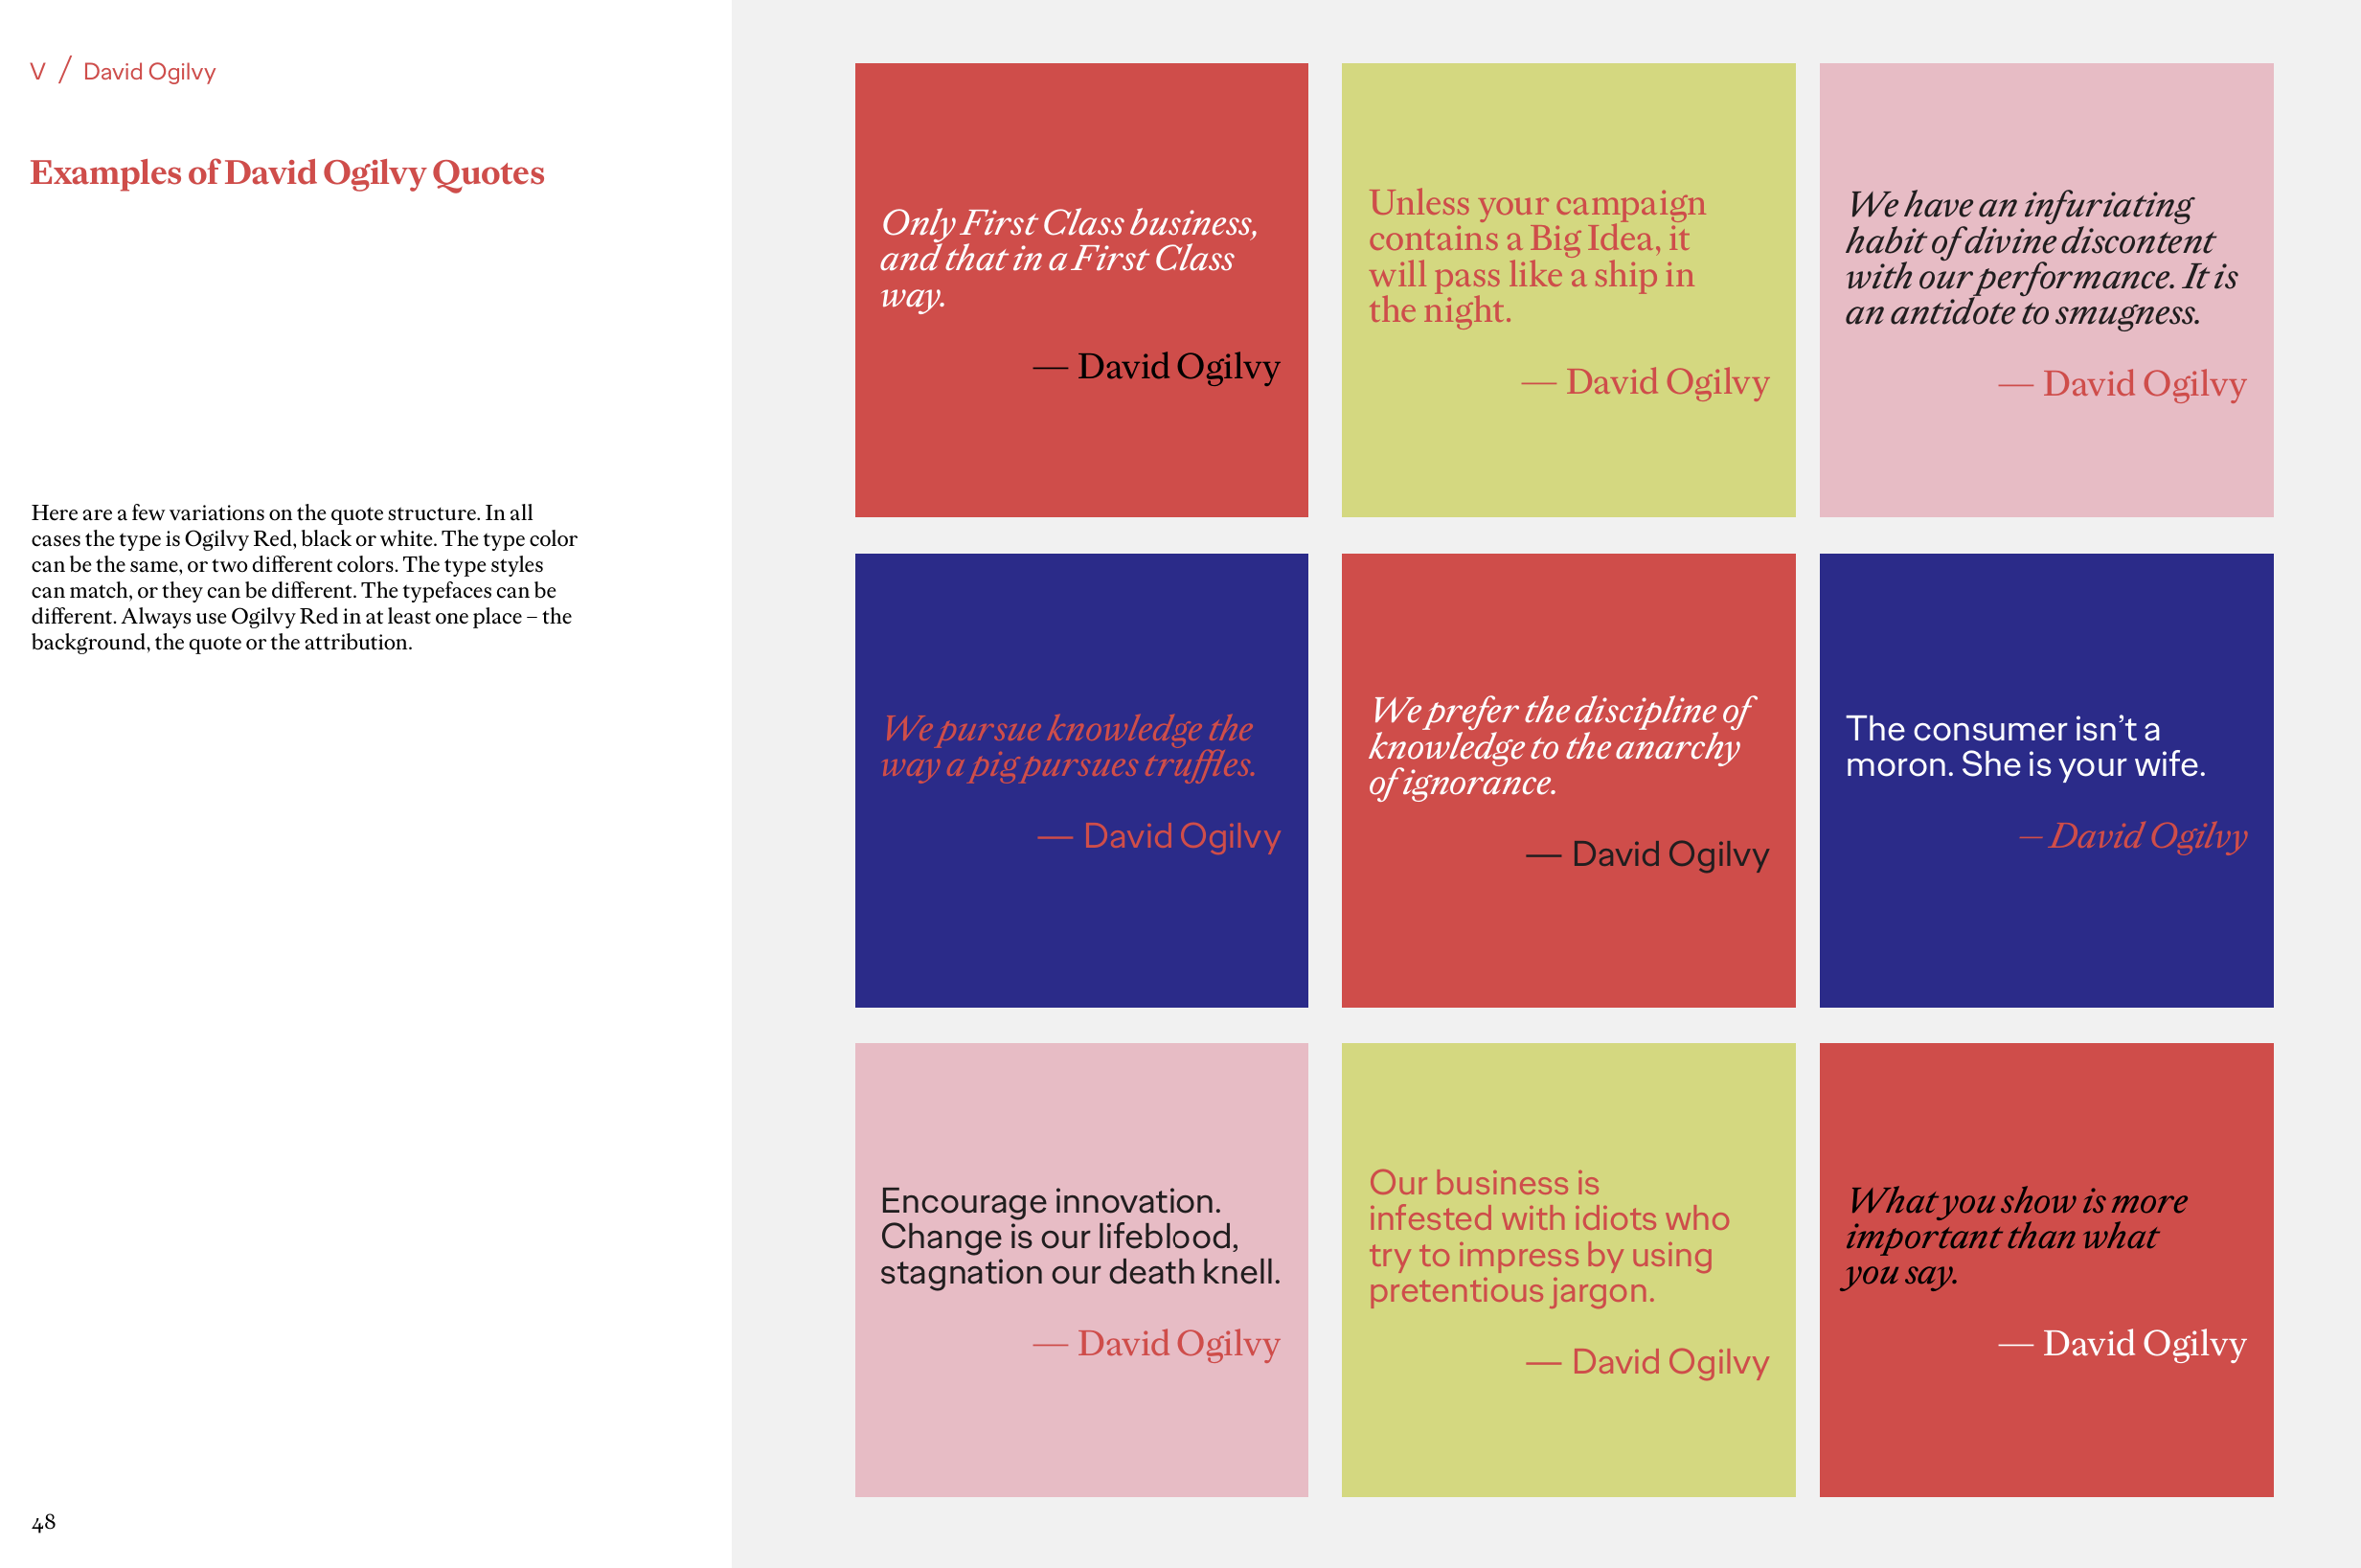 V / David Ogilvy
Examples of David Ogilvy Quotes
Here are a few variations on the quote structure. In all
cases the type is Ogilvy Red, black or white. The type color
can be the same, or two different colors. The type styles
can match, or they can be different. The typefaces can be
different. Always use Ogilvy Red in at least one place – the
background, the quote or the attribution.
48
Only First Class business,
and that in a First Class
way.
— David Ogilvy
Unless your campaign
contains a Big Idea, it
will pass like a ship in
the night.
— David Ogilvy
We have an infuriating
habit of divine discontent
with our performance. It is
an antidote to smugness.
— David Ogilvy
We pursue knowledge the
way a pig pursues truffles.
— David Ogilvy
We prefer the discipline of
knowledge to the anarchy
of ignorance.
— David Ogilvy
The consumer isn’t a
moron. She is your wife.
— David Ogilvy
Encourage innovation.
Change is our lifeblood,
stagnation our death knell.
— David Ogilvy
Our business is
infested with idiots who
try to impress by using
pretentious jargon.
— David Ogilvy
What you show is more
important than what
you say.
— David Ogilvy